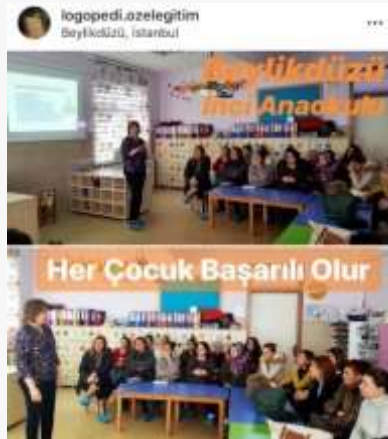 logopedi.ozelegitim
Beylikdüzü, İstanbul
Beylikdüzü
İnci Anaokulu
Her Çocuk Başarılı Olur